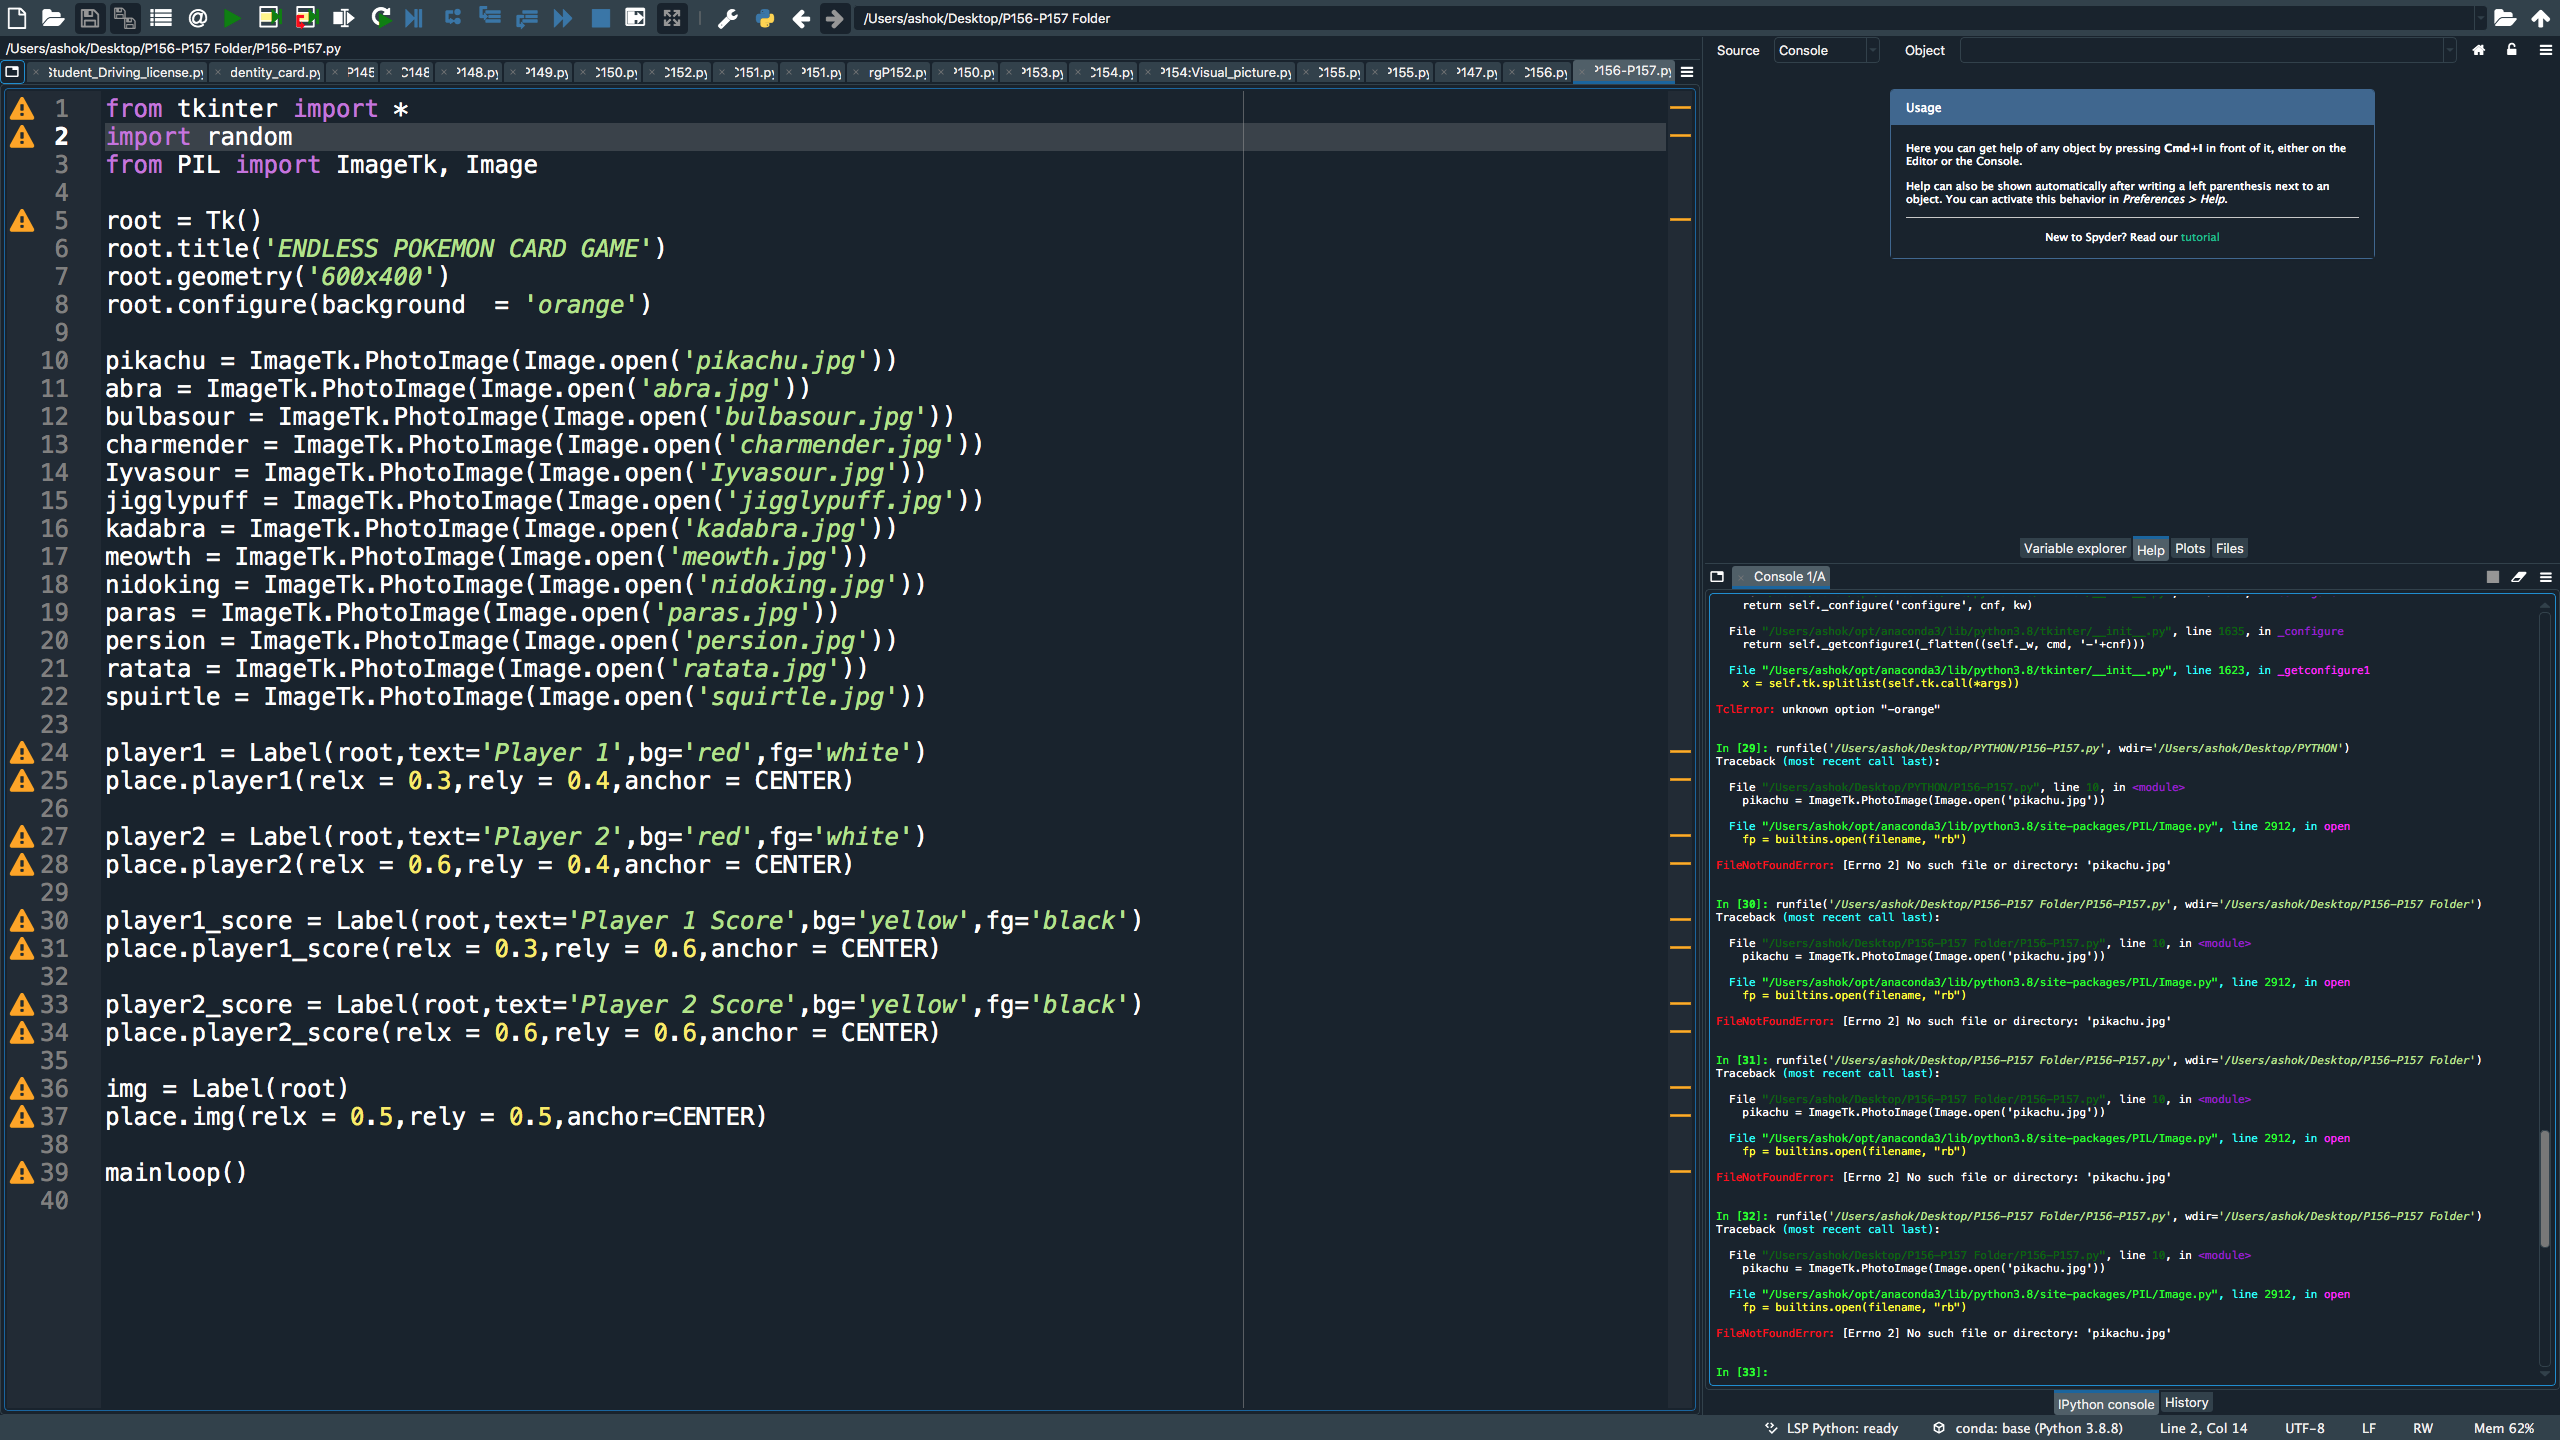 /Users/ashok/Desktop/P156-P157 Folder
/Users/ashok/Desktop/P156-P157 Folder/P156-P157.py
Student_Driving_license.py
dentity_card.py
P145
C148
P148.py
P149.py
C150.py
C152.py
C151.py
P151.py
rgP152.py
P150.py
P153.py
C154.py
P154:Visual_picture.py
C155.py
P155.py
P147.py
C156.py
P156-P157.py
1 from tkinter import *
2 import random
3 from PIL import ImageTk, Image
4
5 root = Tk()
6 root.title('ENDLESS POKEMON CARD GAME')
7 root.geometry('600x400')
8 root.configure(background  = 'orange')
9
10 pikachu = ImageTk.PhotoImage(Image.open('pikachu.jpg'))
11 abra = ImageTk.PhotoImage(Image.open('abra.jpg'))
12 bulbasour = ImageTk.PhotoImage(Image.open('bulbasour.jpg'))
13 charmender = ImageTk.PhotoImage(Image.open('charmender.jpg'))
14 Iyvasour = ImageTk.PhotoImage(Image.open('Iyvasour.jpg'))
15 jigglypuff = ImageTk.PhotoImage(Image.open('jigglypuff.jpg'))
16 kadabra = ImageTk.PhotoImage(Image.open('kadabra.jpg'))
17 meowth = ImageTk.PhotoImage(Image.open('meowth.jpg'))
18 nidoking = ImageTk.PhotoImage(Image.open('nidoking.jpg'))
19 paras = ImageTk.PhotoImage(Image.open('paras.jpg'))
20 persion = ImageTk.PhotoImage(Image.open('persion.jpg'))
21 ratata = ImageTk.PhotoImage(Image.open('ratata.jpg'))
22 spuirtle = ImageTk.PhotoImage(Image.open('squirtle.jpg'))
23
24 player1 = Label(root,text='Player 1',bg='red',fg='white')
25 place.player1(relx = 0.3,rely = 0.4,anchor = CENTER)
26
27 player2 = Label(root,text='Player 2',bg='red',fg='white')
28 place.player2(relx = 0.6,rely = 0.4,anchor = CENTER)
29
30 player1_score = Label(root,text='Player 1 Score',bg='yellow',fg='black')
31 place.player1_score(relx = 0.3,rely = 0.6,anchor = CENTER)
32
33 player2_score = Label(root,text='Player 2 Score',bg='yellow',fg='black')
34 place.player2_score(relx = 0.6,rely = 0.6,anchor = CENTER)
35
36 img = Label(root)
37 place.img(relx = 0.5,rely = 0.5,anchor=CENTER)
38
39 mainloop()
40
Source Console Object
Usage
Here you can get help of any object by pressing Cmd+I in front of it, either on the
Editor or the Console.
Help can also be shown automatically after writing a left parenthesis next to an
object. You can activate this behavior in Preferences > Help.
New to Spyder? Read our tutorial
Variable explorer Help Plots Files
Console 1/A
return self._configure('configure', cnf, kw)
File "/Users/ashok/opt/anaconda3/lib/python3.8/tkinter/__init__.py", line 1635, in _configure
return self._getconfigure1(_flatten((self._w, cmd, '-'+cnf)))
File "/Users/ashok/opt/anaconda3/lib/python3.8/tkinter/__init__.py", line 1623, in _getconfigure1
x = self.tk.splitlist(self.tk.call(*args))
TclError: unknown option "-orange"
In [29]: runfile('/Users/ashok/Desktop/PYTHON/P156-P157.py', wdir='/Users/ashok/Desktop/PYTHON')
Traceback (most recent call last):
File "/Users/ashok/Desktop/PYTHON/P156-P157.py", line 10, in <module>
pikachu = ImageTk.PhotoImage(Image.open('pikachu.jpg'))
File "/Users/ashok/opt/anaconda3/lib/python3.8/site-packages/PIL/Image.py", line 2912, in open
fp = builtins.open(filename, "rb")
FileNotFoundError: [Errno 2] No such file or directory: 'pikachu.jpg'
In [30]: runfile('/Users/ashok/Desktop/P156-P157 Folder/P156-P157.py', wdir='/Users/ashok/Desktop/P156-P157 Folder')
Traceback (most recent call last):
File "/Users/ashok/Desktop/P156-P157 Folder/P156-P157.py", line 10, in <module>
pikachu = ImageTk.PhotoImage(Image.open('pikachu.jpg'))
File "/Users/ashok/opt/anaconda3/lib/python3.8/site-packages/PIL/Image.py", line 2912, in open
fp = builtins.open(filename, "rb")
FileNotFoundError: [Errno 2] No such file or directory: 'pikachu.jpg'
In [31]: runfile('/Users/ashok/Desktop/P156-P157 Folder/P156-P157.py', wdir='/Users/ashok/Desktop/P156-P157 Folder')
Traceback (most recent call last):
File "/Users/ashok/Desktop/P156-P157 Folder/P156-P157.py", line 10, in <module>
pikachu = ImageTk.PhotoImage(Image.open('pikachu.jpg'))
File "/Users/ashok/opt/anaconda3/lib/python3.8/site-packages/PIL/Image.py", line 2912, in open
fp = builtins.open(filename, "rb")
FileNotFoundError: [Errno 2] No such file or directory: 'pikachu.jpg'
In [32]: runfile('/Users/ashok/Desktop/P156-P157 Folder/P156-P157.py', wdir='/Users/ashok/Desktop/P156-P157 Folder')
Traceback (most recent call last):
File "/Users/ashok/Desktop/P156-P157 Folder/P156-P157.py", line 10, in <module>
pikachu = ImageTk.PhotoImage(Image.open('pikachu.jpg'))
File "/Users/ashok/opt/anaconda3/lib/python3.8/site-packages/PIL/Image.py", line 2912, in open
fp = builtins.open(filename, "rb")
FileNotFoundError: [Errno 2] No such file or directory: 'pikachu.jpg'
In [33]:
IPython console History
LSP Python: ready conda: base (Python 3.8.8) Line 2, Col 14 UTF-8 LF RW Mem 62%